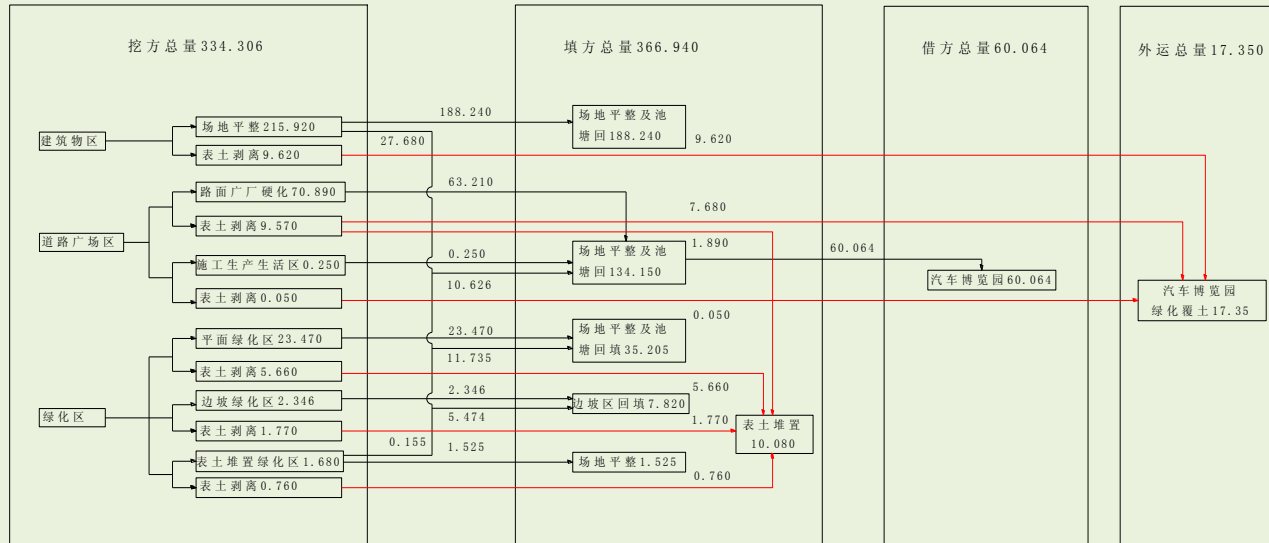 挖方总量334.306
填方总量366.940
借方总量60.064
外运总量17.350
建筑物区
场地平整215.920
表土剥离9.620
188.240
27.680
场地平整及池
塘回188.240
9.620
道路广场区
路面广厂硬化70.890
表土剥离9.570
施工生产生活区0.250
表土剥离0.050
63.210
7.680
0.250
10.626
场地平整及池
塘回134.150
1.890
60.064
汽车博览园60.064
汽车博览园
绿化覆土17.35
0.050
绿化区
平面绿化区23.470
表土剥离5.660
边坡绿化区2.346
表土剥离1.770
表土堆置绿化区1.680
表土剥离0.760
23.470
11.735
场地平整及池
塘回填35.205
5.660
2.346
5.474
边坡区回填7.820
1.770
表土堆置
10.080
0.155
1.525
场地平整1.525
0.760